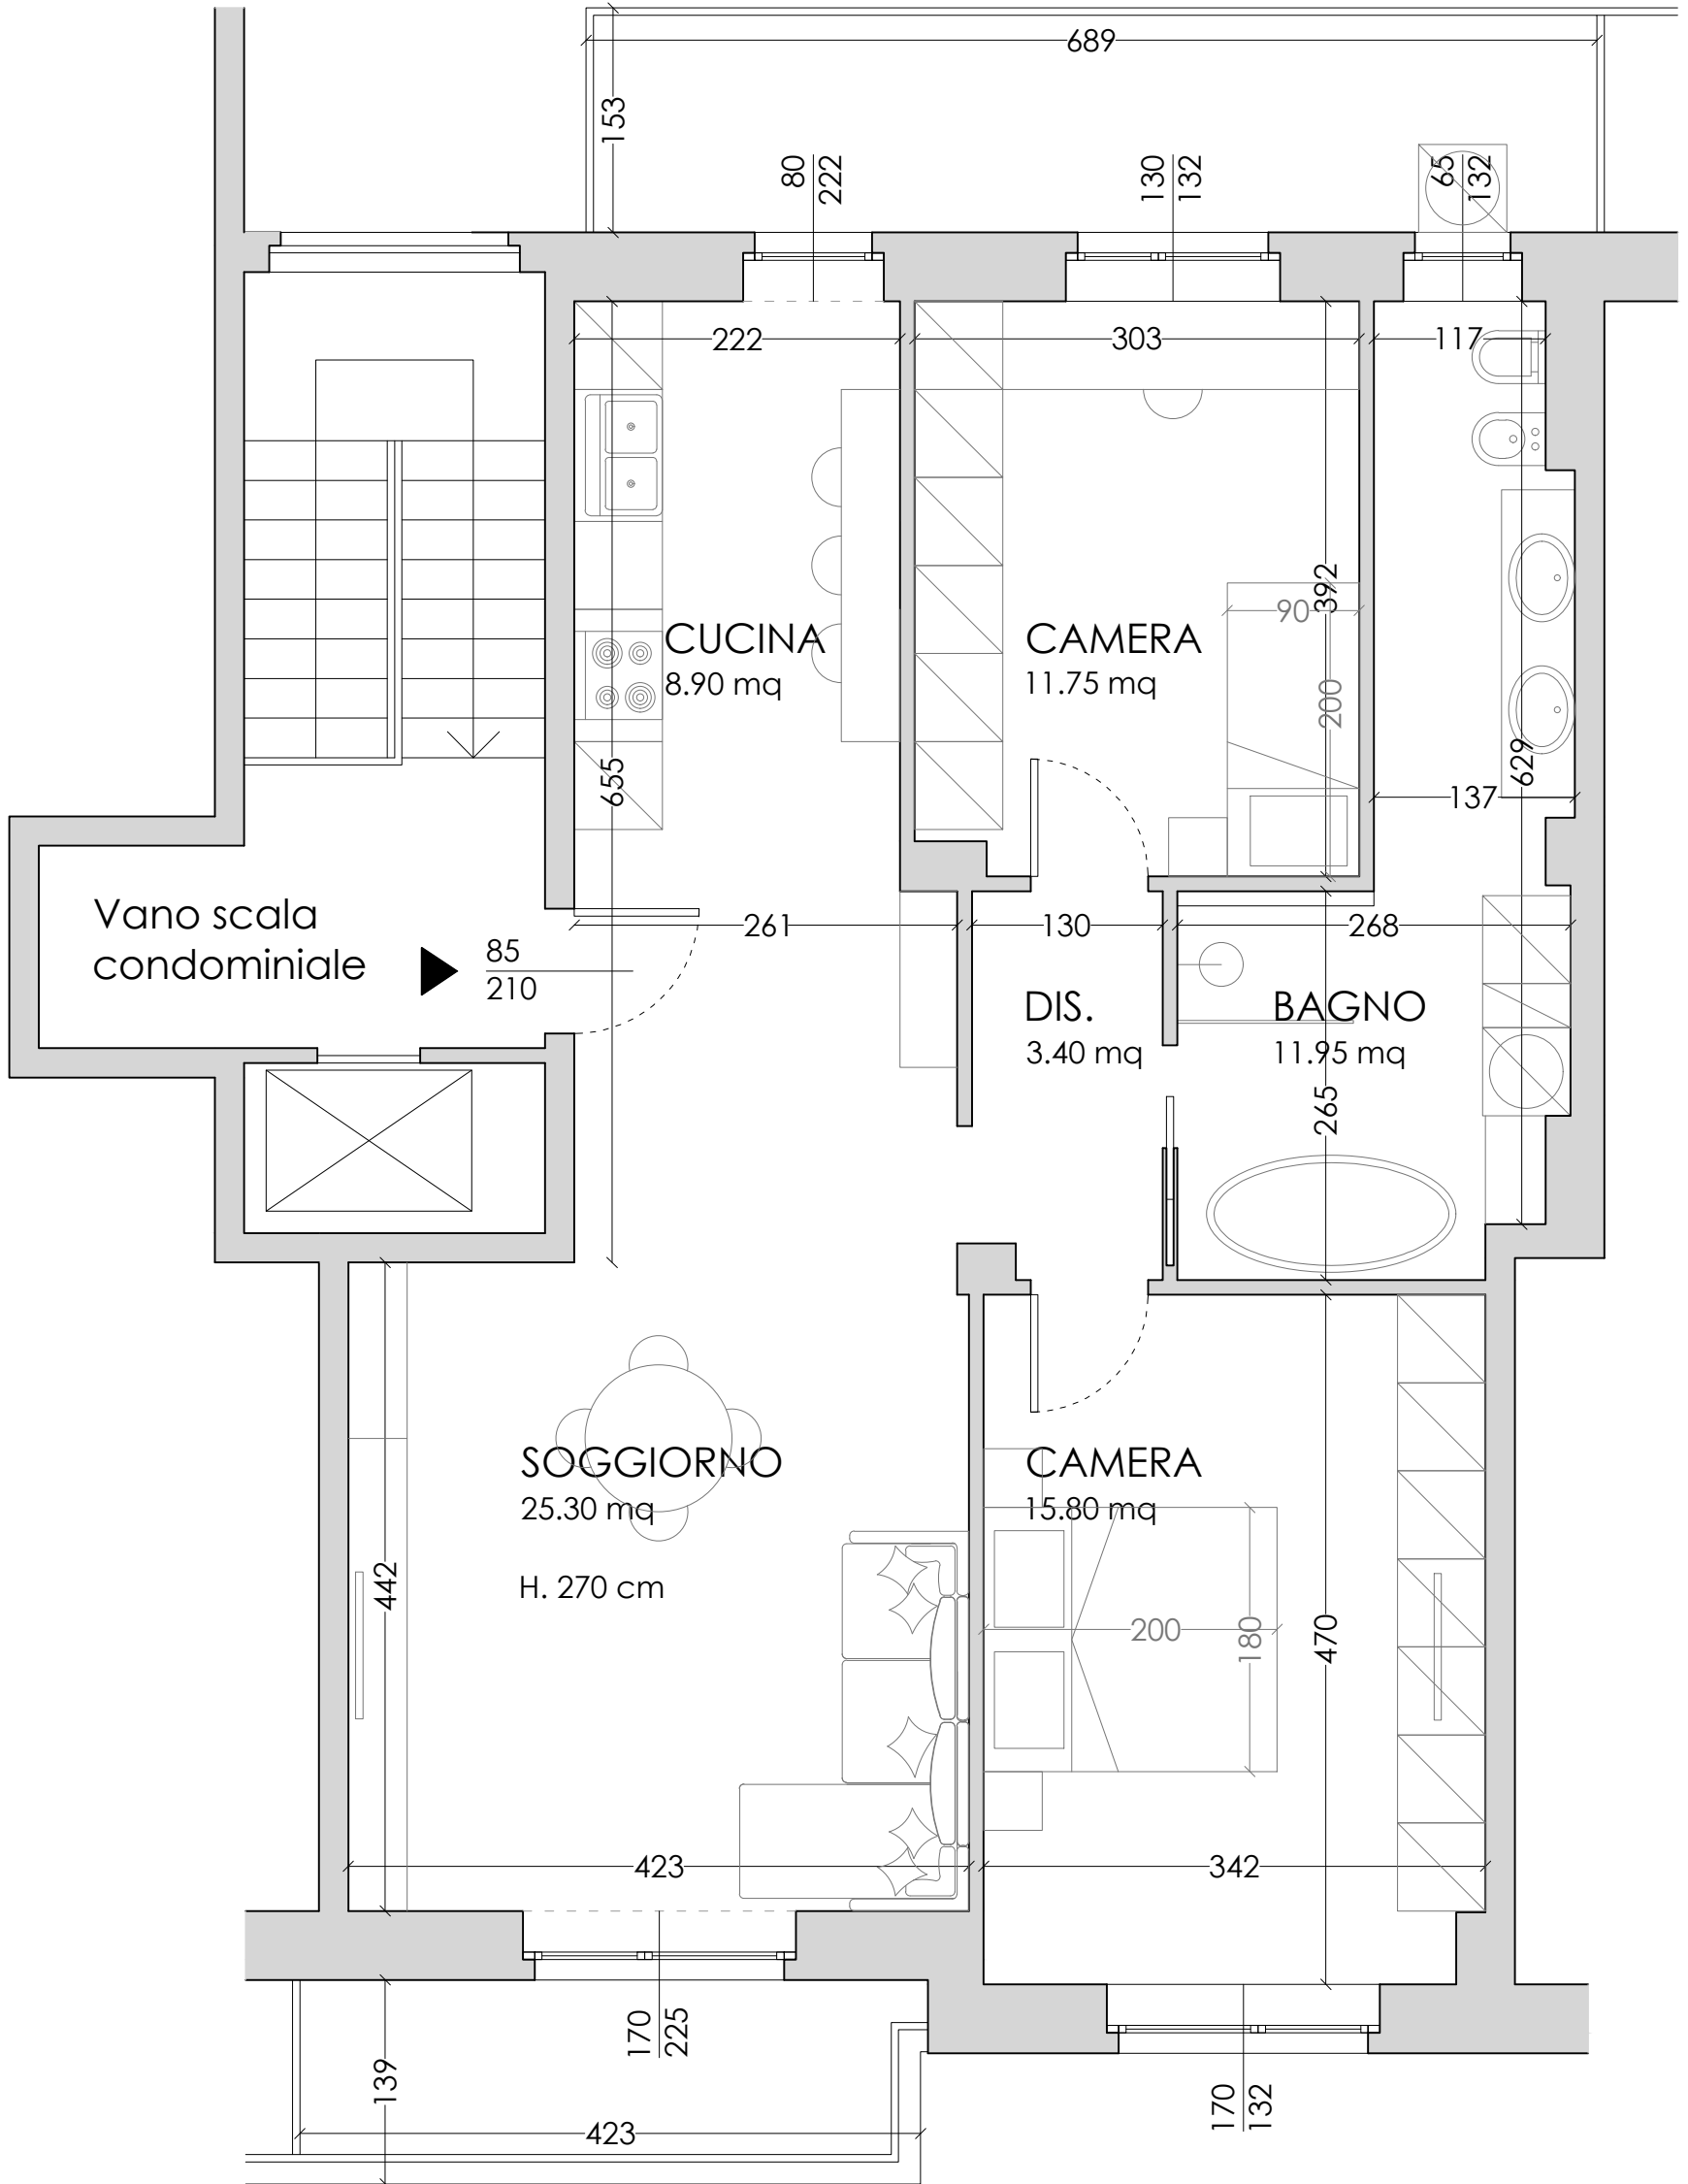 689
153
80
222
130
132
65
132
222
303
117
392
90
CUCINA
8.90 mq
CAMERA
11.75 mq
200
655
629
137
Vano scala
condominiale
85
210
261
130
268
DIS.
3.40 mq
BAGNO
11.95 mq
265
SOGGIORNO
25.30 mq
H. 270 cm
442
CAMERA
15.80 mq
200
180
470
423
342
170
225
139
423
170
132